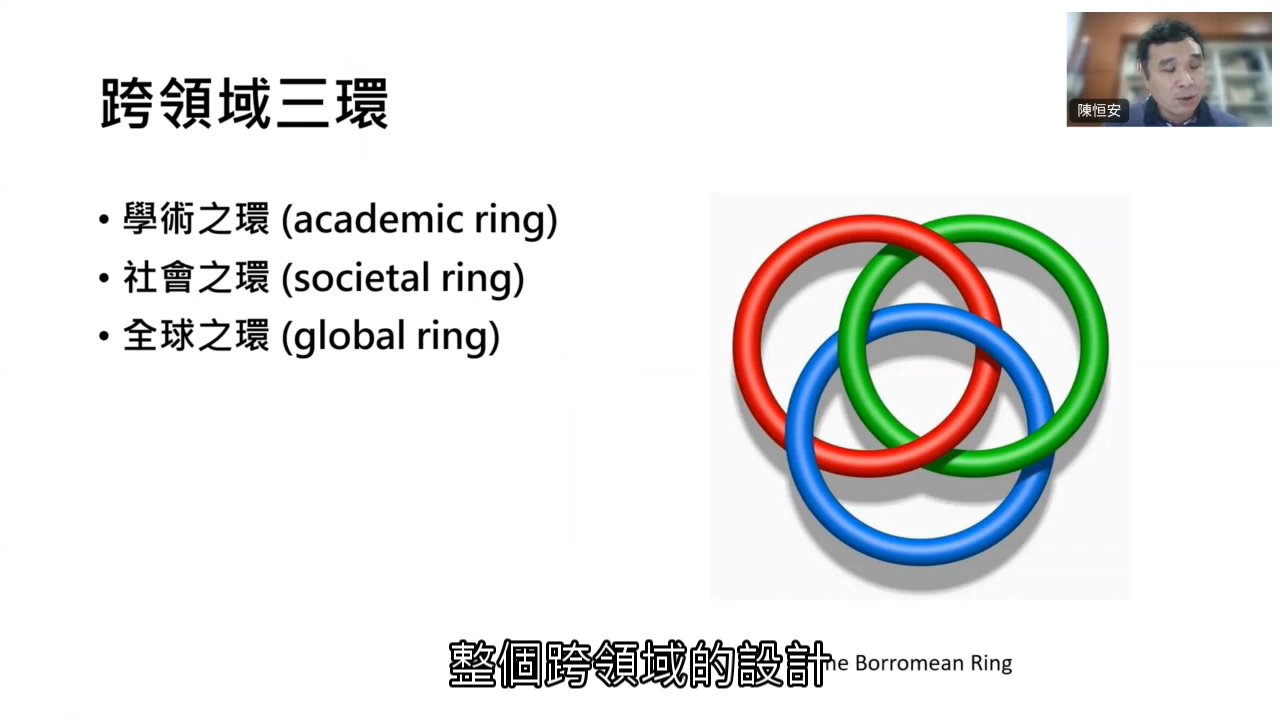 跨領域三環
陳恒安
• 學術之環 (academic ring)
• 社會之環 (societal ring)
• 全球之環 (global ring)
整個跨領域的設計
Borromean Ring